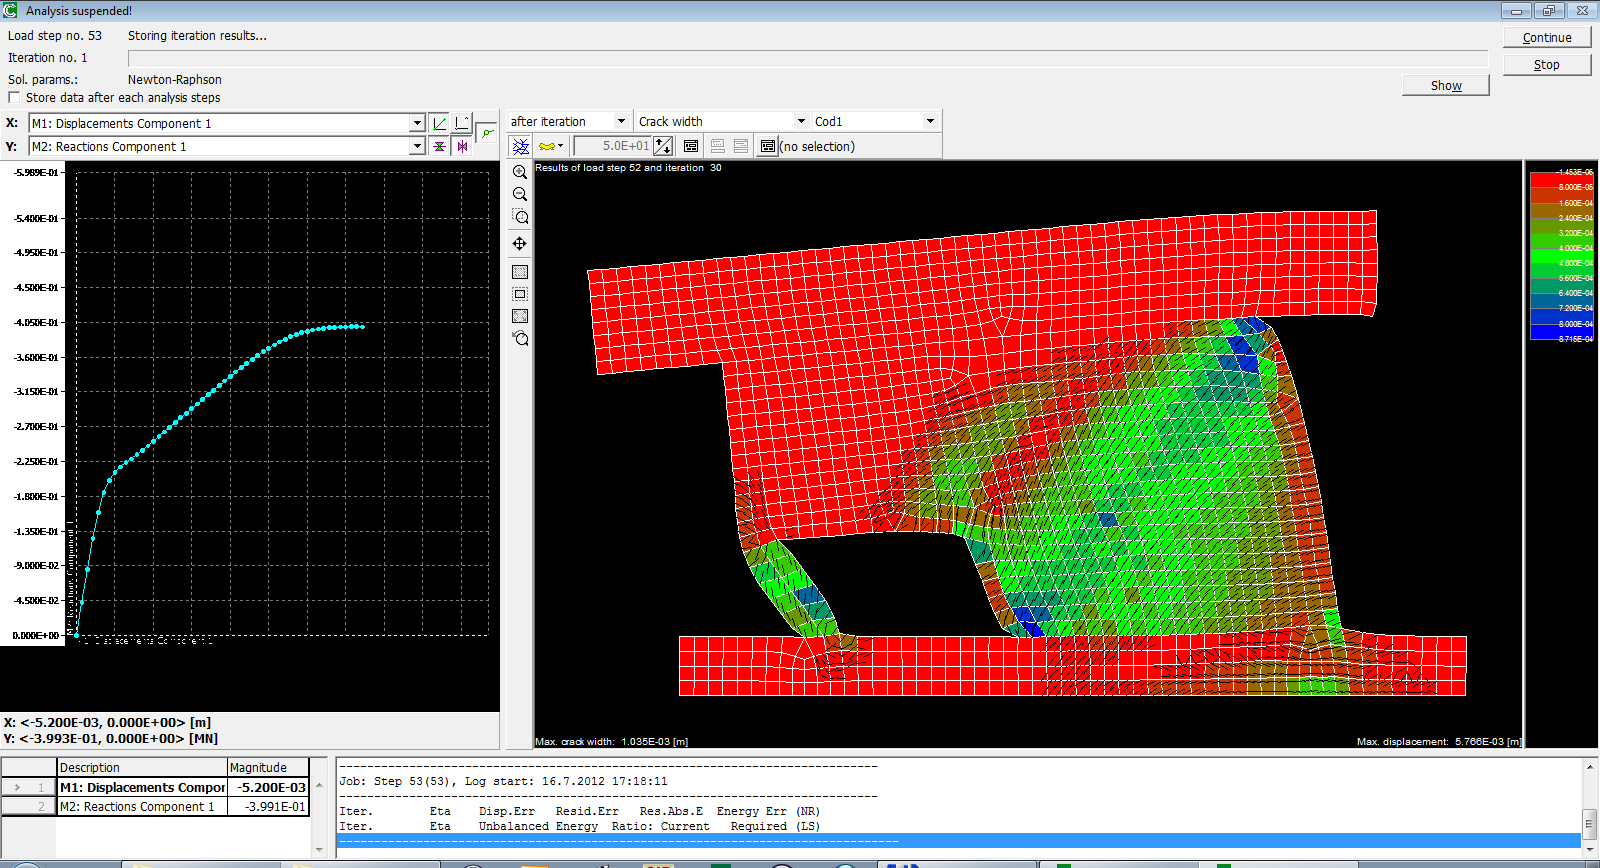 Analysis suspended!
Load step no. 53 Storing iteration results...
Continue
Iteration no. 1
Stop
Sol. params.: Newton-Raphson
Show
Store data after each analysis steps
X: M1: Displacements Component 1
Y: M2: Reactions Component 1
after iteration Crack width Cod1
5.0E+01 (no selection)
Results of load step 52 and iteration 30
-5.989E-01
-5.400E-01
-4.950E-01
-4.500E-01
-4.050E-01
-3.600E-01
-3.150E-01
-2.700E-01
-2.250E-01
-1.800E-01
-1.350E-01
-9.000E-02
-4.500E-02
0.000E+00
Displacements Component 1
-1.453E-06
8.000E-05
1.600E-04
2.400E-04
3.200E-04
4.000E-04
4.800E-04
5.600E-04
6.400E-04
7.200E-04
8.000E-04
8.715E-04
X: <-5.200E-03, 0.000E+00> [m]
Y: <-3.993E-01, 0.000E+00> [MN]
Max. crack width: 1.035E-03 [m]
Max. displacement: 5.766E-03 [m]
Description Magnitude
1 M1: Displacements Compor -5.200E-03
2 M2: Reactions Component 1 -3.991E-01
Job: Step 53(53), Log start: 16.7.2012 17:18:11
Iter. Eta Disp.Err Resid.Err Res.Abs.E Energy Err (NR)
Iter. Eta Unbalanced Energy Ratio: Current Required (LS)